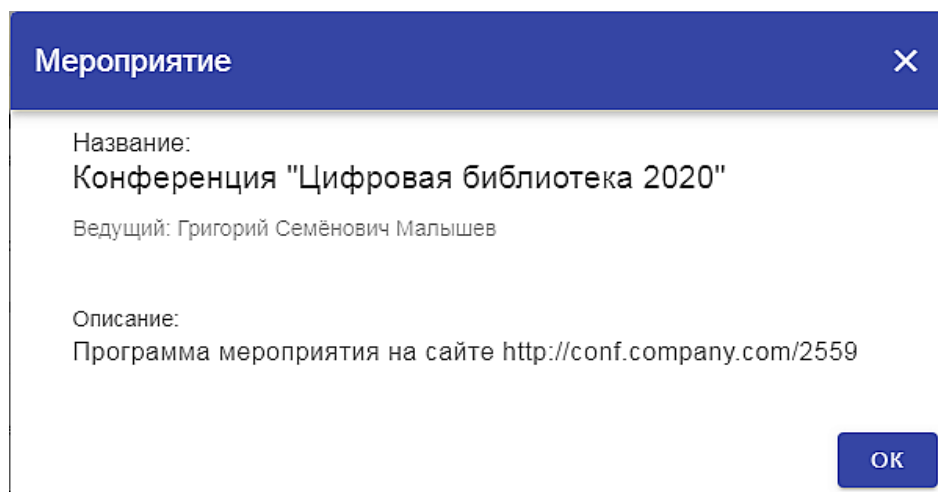 Мероприятие
Название:
Конференция "Цифровая библиотека 2020"
Ведущий: Григорий Семёнович Малышев
Описание:
Программа мероприятия на сайте http://conf.company.com/2559
ОК